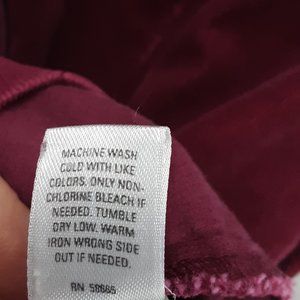 MACHINE WASH
COLD WITH LIKE
COLORS. ONLY NON-
CHLORINE BLEACH IF
NEEDED. TUMBLE
DRY LOW. WARM
IRON WRONG SIDE
OUT IF NEEDED.
RN 58665